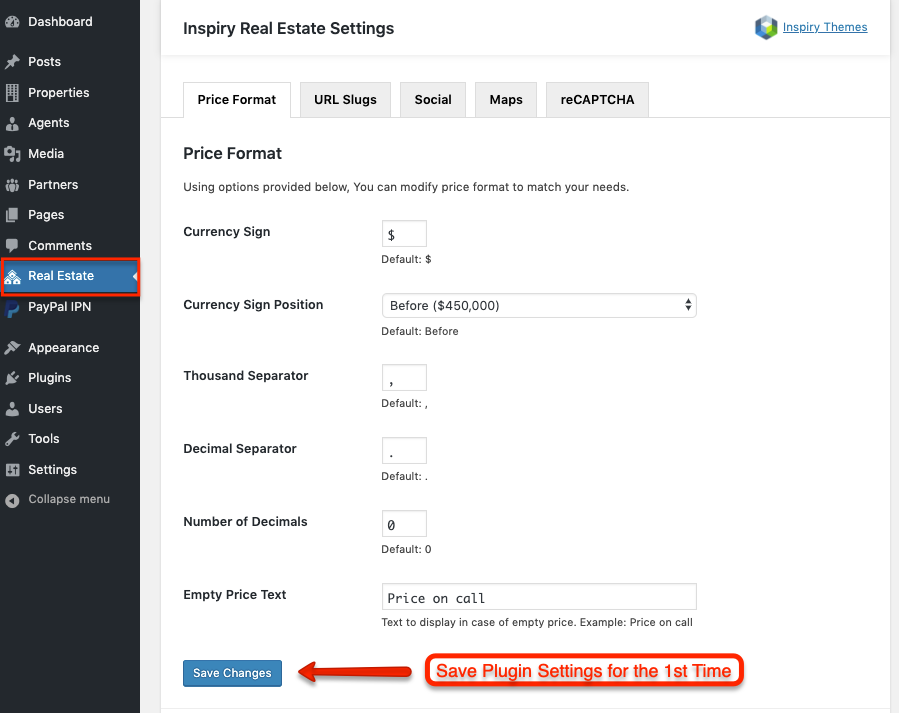 Dashboard
Posts
Properties
Agents
Media
Partners
Pages
Comments
Real Estate
PayPal IPN
Appearance
Plugins
Users
Tools
Settings
Collapse menu
Inspiry Real Estate Settings
Inspiry Themes
Price Format
URL Slugs
Social
Maps
reCAPTCHA
Price Format
Using options provided below, You can modify price format to match your needs.
Currency Sign
$
Default: $
Currency Sign Position
Before ($450,000)
Default: Before
Thousand Separator
,
Default: ,
Decimal Separator
.
Default: .
Number of Decimals
0
Default: 0
Empty Price Text
Price on call
Text to display in case of empty price. Example: Price on call
Save Changes
Save Plugin Settings for the 1st Time